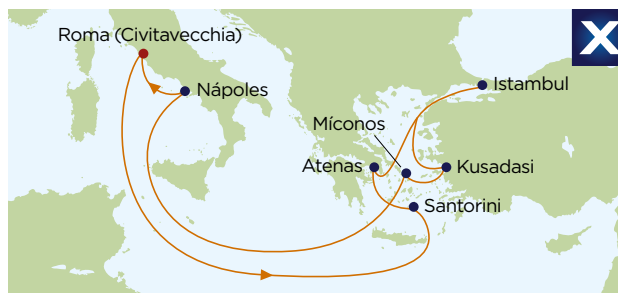 Roma (Civitavecchia)
X
Nápoles
Istambul
Míconos
Atenas
Kusadasi
Santorini